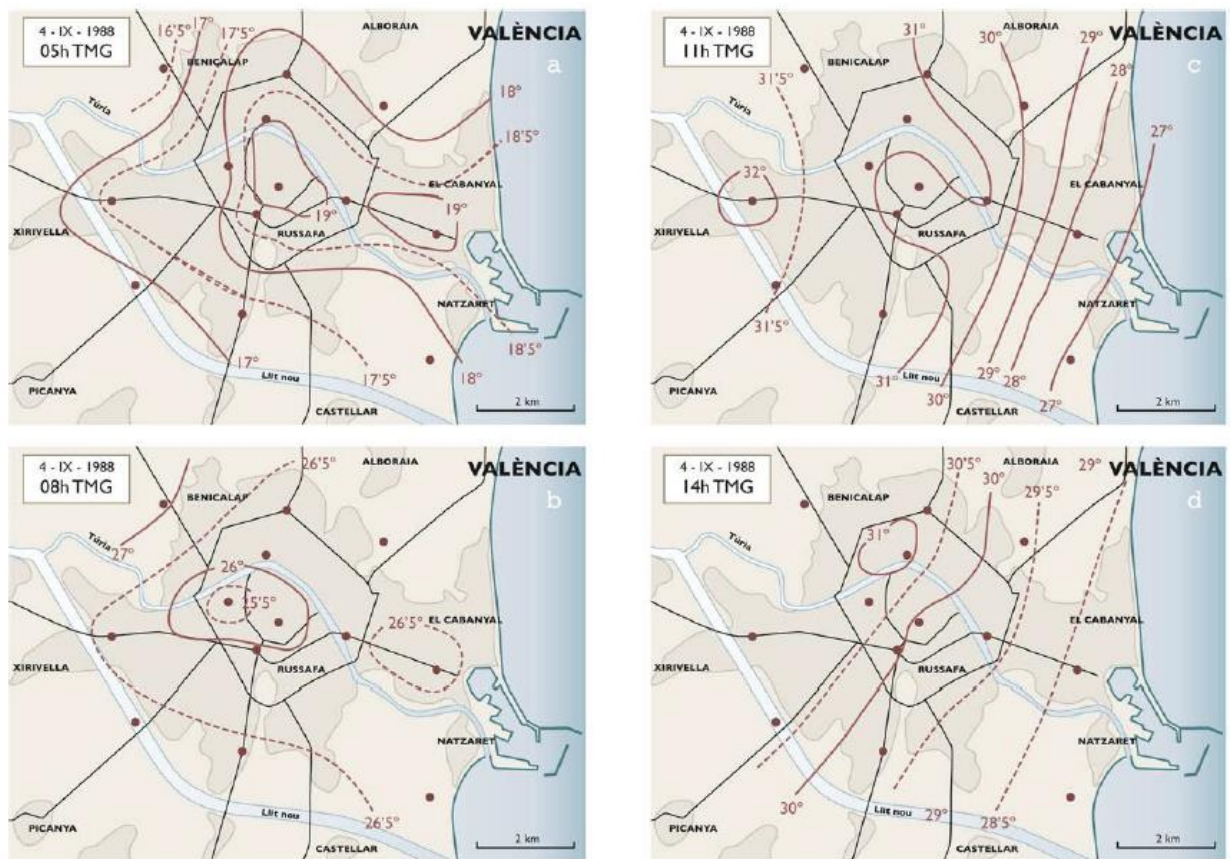 4 - IX - 1988
05h TMG
VALÈNCIA
a
ALBORAIA
BENICALAP
16'5°
17°
17'5°
Túria
18°
18'5°
EL CABANYAL
19°
19°
XIRIVELLA
RUSSAFA
NATZARET
18'5°
17°
17'5°
18°
Llit nou
PICANYA
CASTELLAR
2 km
4 - IX - 1988
11h TMG
VALÈNCIA
c
ALBORAIA
BENICALAP
31'5°
31°
30°
29°
28°
27°
Túria
32°
EL CABANYAL
XIRIVELLA
RUSSAFA
NATZARET
31'5°
31°
30°
29°
28°
27°
Llit nou
PICANYA
CASTELLAR
2 km
4 - IX - 1988
08h TMG
VALÈNCIA
b
ALBORAIA
BENICALAP
26'5°
27°
Túria
26°
25'5°
26'5°
EL CABANYAL
XIRIVELLA
RUSSAFA
NATZARET
Llit nou
26'5°
PICANYA
CASTELLAR
2 km
4 - IX - 1988
14h TMG
VALÈNCIA
d
ALBORAIA
BENICALAP
30'5°
30°
29'5°
29°
Túria
31°
EL CABANYAL
XIRIVELLA
RUSSAFA
NATZARET
30°
Llit nou
29°
28'5°
PICANYA
CASTELLAR
2 km